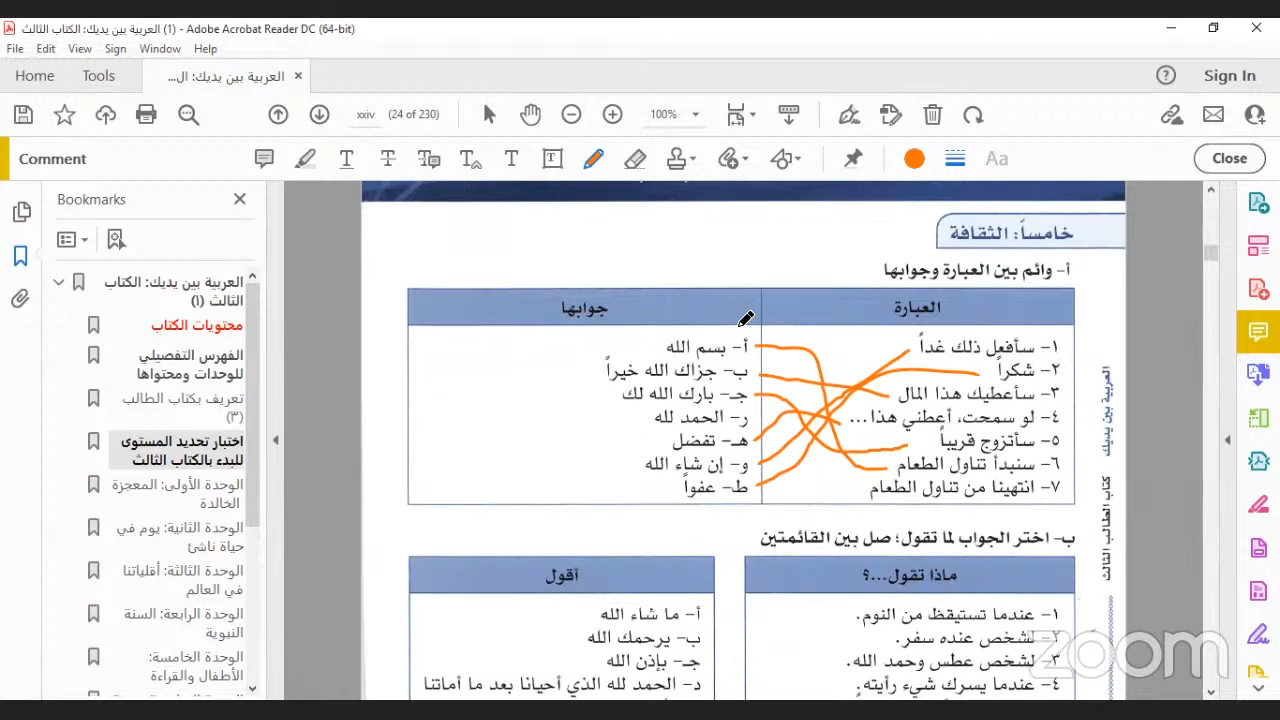 العربية بين يديك: الكتاب الثالث (1) - Adobe Acrobat Reader DC (64-bit)
File Edit View Sign Window Help
Home Tools العربية بين يديك: ال... × Sign In
xxiv (24 of 230) 100%
Comment Close
Bookmarks
العربية بين يديك: الكتاب
الثالث (١)
محتويات الكتاب
الفهرس التفصيلي
للوحدات ومحتواها
تعريف بكتاب الطالب
(٣)
اختبار تحديد المستوى
للبدء بالكتاب الثالث
الوحدة الأولى: المعجزة
الخالدة
الوحدة الثانية: يوم في
حياة ناشئ
الوحدة الثالثة: أقلياتنا
في العالم
الوحدة الرابعة: السنة
النبوية
الوحدة الخامسة:
الأطفال والقراءة
خامساً: الثقافة
أ- وائم بين العبارة وجوابها
العبارة جوابها
١- سأفعل ذلك غداً أ- بسم الله
٢- شكراً ب- جزاك الله خيراً
٣- سأعطيك هذا المال جـ- بارك الله لك
٤- لو سمحت، أعطني هذا... ر- الحمد لله
٥- سأتزوج قريباً هـ- تفضل
٦- سنبدأ تناول الطعام و- إن شاء الله
٧- انتهينا من تناول الطعام ط- عفواً
ب- اختر الجواب لما تقول؛ صل بين القائمتين
ماذا تقول...؟ أقول
١- عندما تستيقظ من النوم. أ- ما شاء الله
٢- لشخص عنده سفر. ب- يرحمك الله
٣- لشخص عطس وحمد الله. جـ- بإذن الله
٤- عندما يسرك شيء رأيته. د- الحمد لله الذي أحيانا بعد ما أماتنا
العربية بين يديك
كتاب الطالب الثالث
zoom